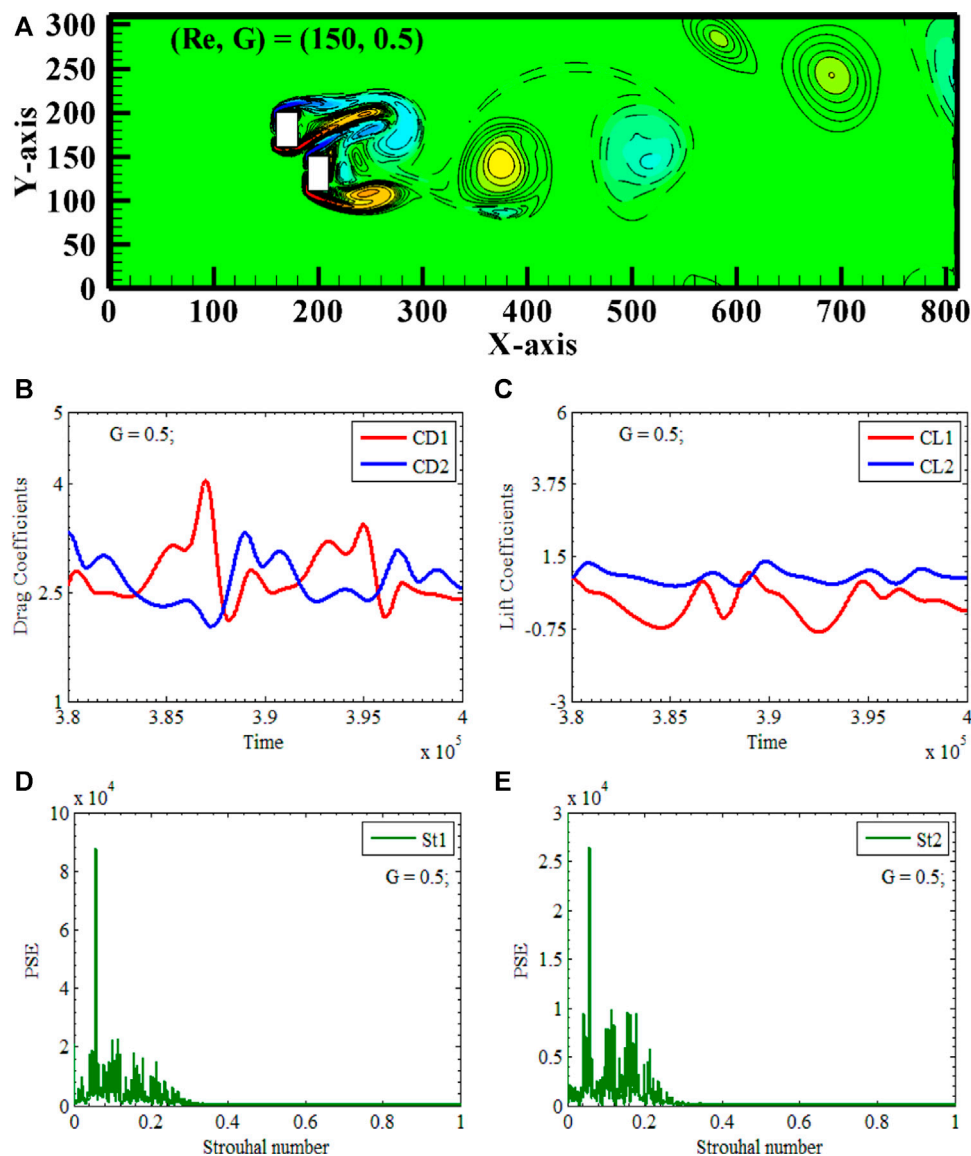 A
(Re, G) = (150, 0.5)
Y-axis
300
250
200
150
100
50
0
0 100 200 300 400 500 600 700 800
X-axis
B
G = 0.5;
CD1
CD2
Drag Coefficients
5
4
2.5
1
3.8 3.85 3.9 3.95 4
Time
x 10^5
C
G = 0.5;
CL1
CL2
Lift Coefficients
6
3.75
1.5
-0.75
-3
3.8 3.85 3.9 3.95 4
Time
x 10^5
D
x 10^4
St1
G = 0.5;
PSE
10
8
6
4
2
0
0 0.2 0.4 0.6 0.8 1
Strouhal number
E
x 10^4
St2
G = 0.5;
PSE
3
2.5
2
1.5
1
0.5
0
0 0.2 0.4 0.6 0.8 1
Strouhal number